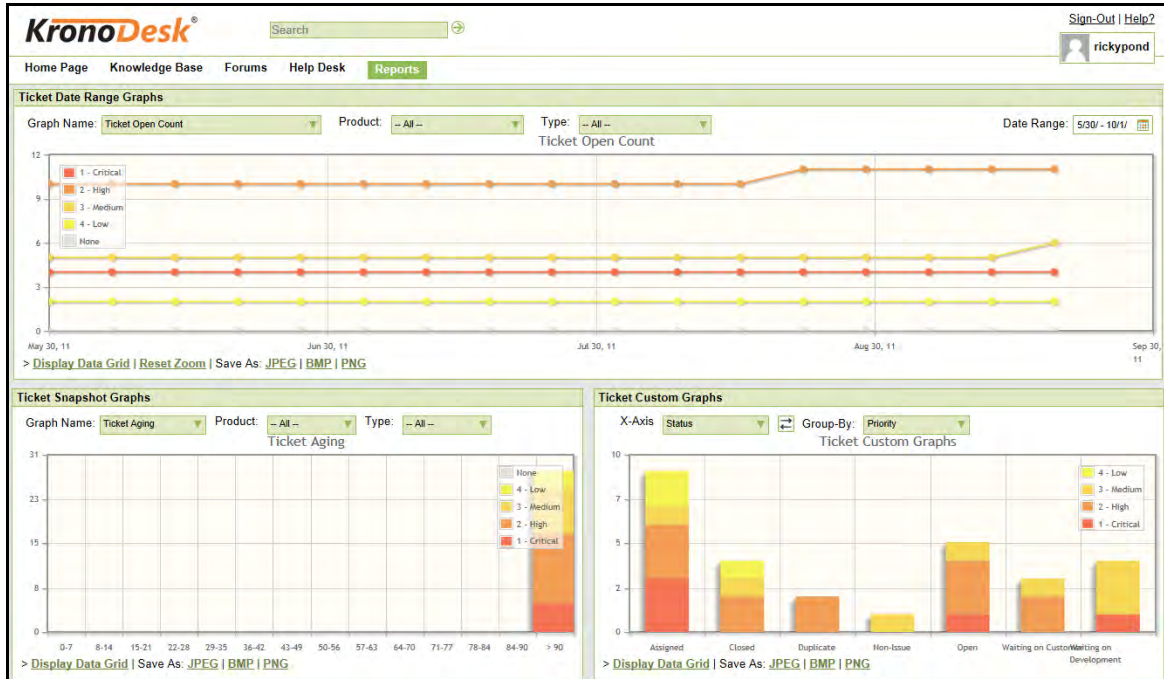 KronoDesk®
Search
Sign-Out | Help?
rickypond
Home Page Knowledge Base Forums Help Desk Reports
Ticket Date Range Graphs
Graph Name: Ticket Open Count Product: -- All -- Type: -- All -- Date Range: 5/30/ - 10/1/
Ticket Open Count
12
9
6
3
0
1 - Critical
2 - High
3 - Medium
4 - Low
None
May 30, 11 Jun 30, 11 Jul 30, 11 Aug 30, 11 Sep 30,
11
> Display Data Grid | Reset Zoom | Save As: JPEG | BMP | PNG
Ticket Snapshot Graphs
Graph Name: Ticket Aging Product: -- All -- Type: -- All --
Ticket Aging
31
23
15
8
0
None
4 - Low
3 - Medium
2 - High
1 - Critical
0-7 8-14 15-21 22-28 29-35 36-42 43-49 50-56 57-63 64-70 71-77 78-84 84-90 > 90
> Display Data Grid | Save As: JPEG | BMP | PNG
Ticket Custom Graphs
X-Axis Status Group-By: Priority
Ticket Custom Graphs
10
7
5
2
0
4 - Low
3 - Medium
2 - High
1 - Critical
Assigned Closed Duplicate Non-Issue Open Waiting on Customer Waiting on
Development
> Display Data Grid | Save As: JPEG | BMP | PNG